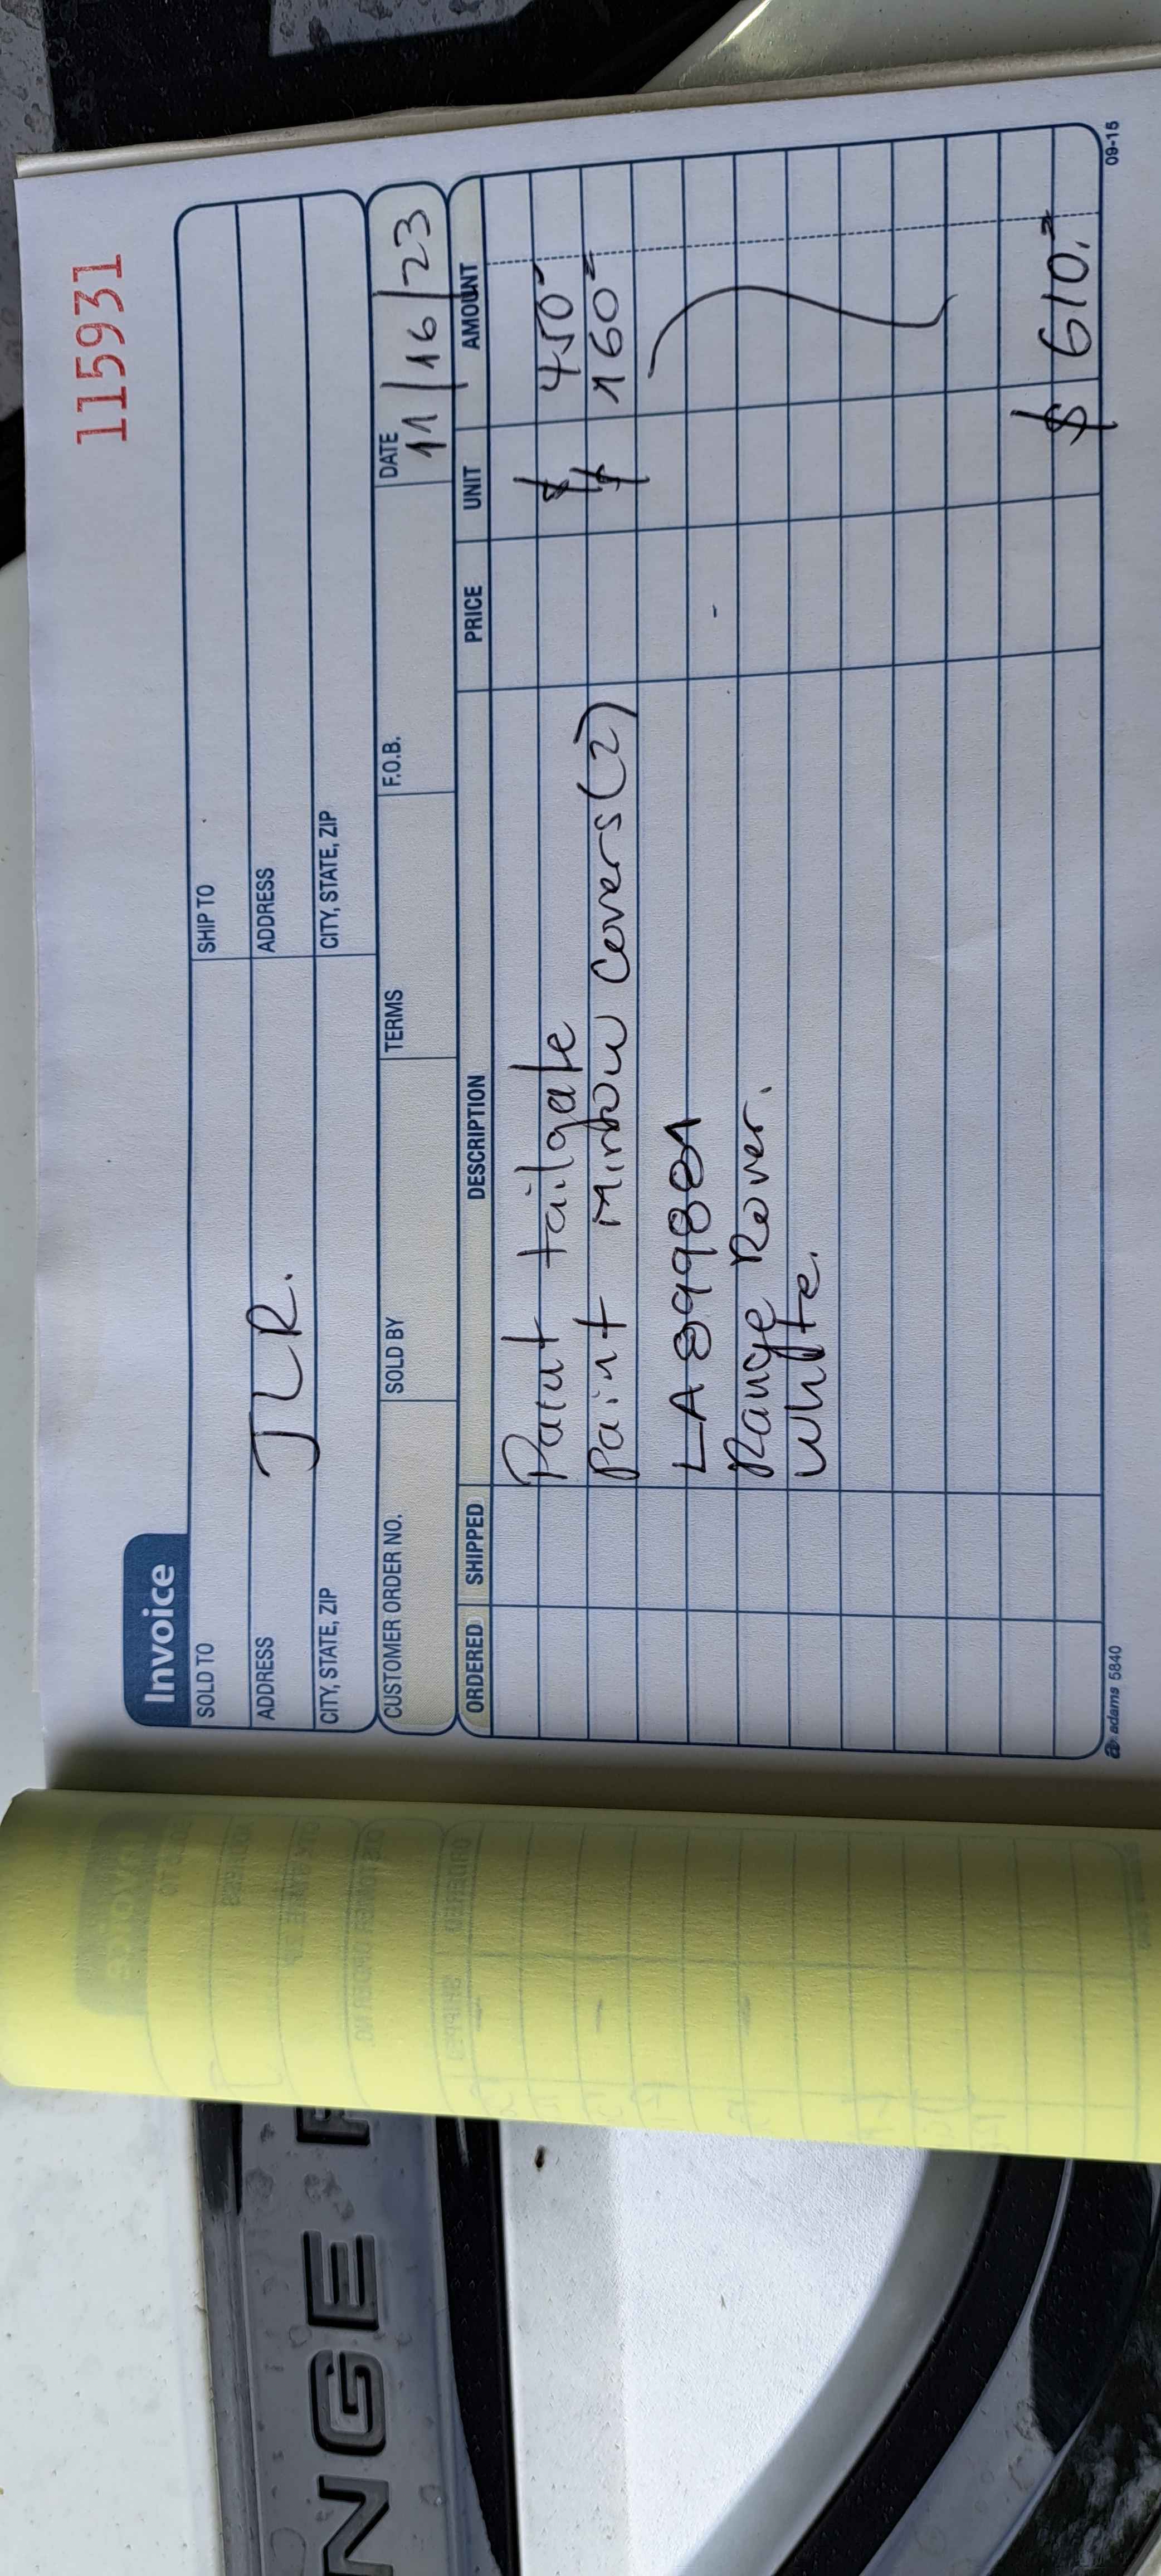 115931
Invoice
SOLD TO JLR. SHIP TO
ADDRESS ADDRESS
CITY, STATE, ZIP CITY, STATE, ZIP
CUSTOMER ORDER NO. SOLD BY TERMS F.O.B. DATE 11/16/23
ORDERED SHIPPED DESCRIPTION PRICE UNIT AMOUNT
Paint tailgate $ 450-
Paint Mirrow Covers (2) $ 160=
LA899881
Range Rover.
White.
$ 610.=
adams 5840 09-15
NGE R